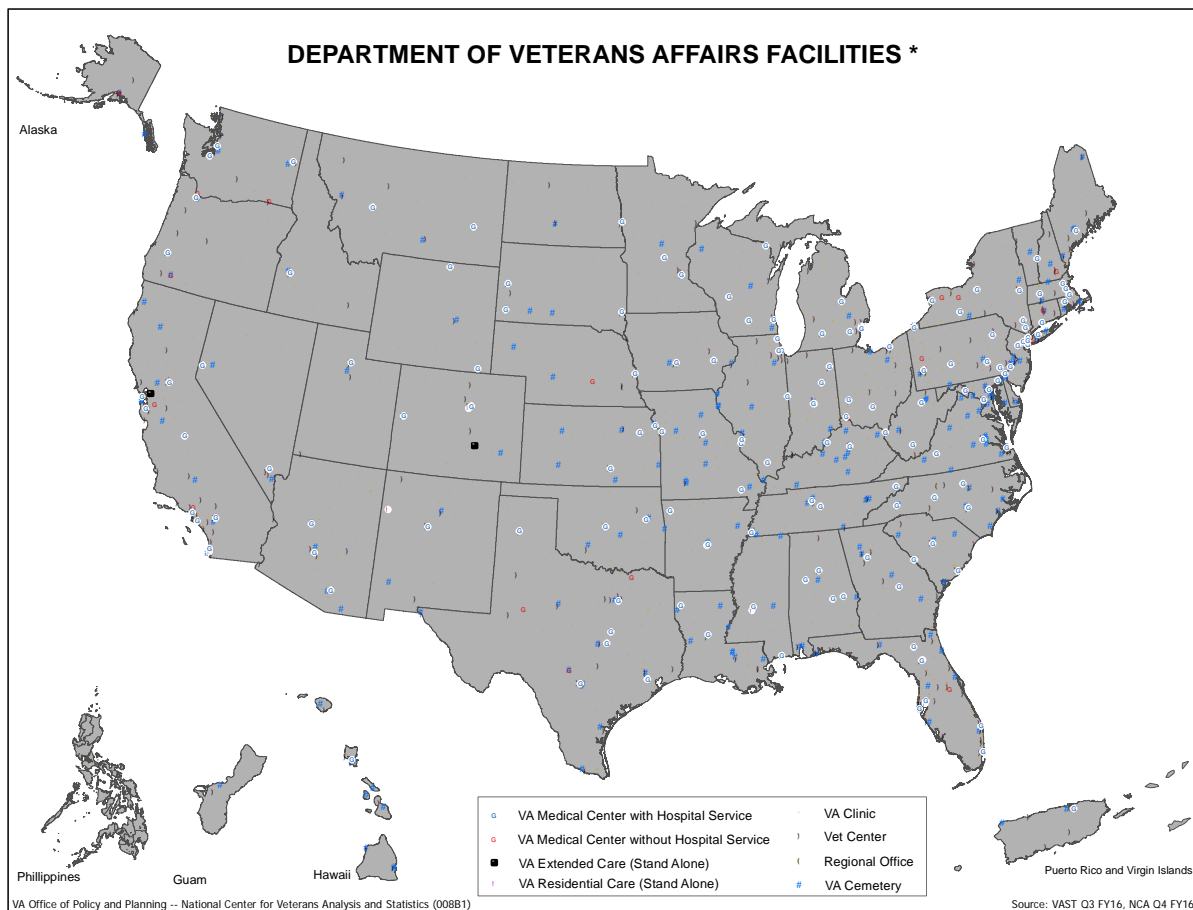 DEPARTMENT OF VETERANS AFFAIRS FACILITIES *
Alaska
Phillippines
Guam
Hawaii
Puerto Rico and Virgin Islands
G VA Medical Center with Hospital Service
G VA Medical Center without Hospital Service
VA Extended Care (Stand Alone)
! VA Residential Care (Stand Alone)
VA Clinic
) Vet Center
( Regional Office
# VA Cemetery
VA Office of Policy and Planning -- National Center for Veterans Analysis and Statistics (008B1)
Source: VAST Q3 FY16, NCA Q4 FY16